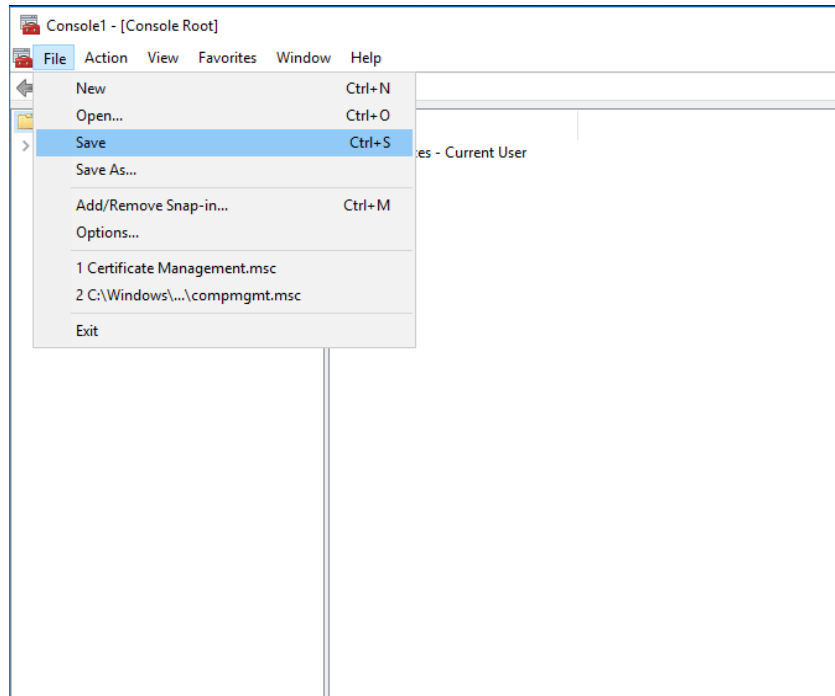 Console1 - [Console Root]
File Action View Favorites Window Help
New Ctrl+N
Open... Ctrl+O
Save Ctrl+S
Save As...
es - Current User
Add/Remove Snap-in... Ctrl+M
Options...
1 Certificate Management.msc
2 C:\Windows\...\compmgmt.msc
Exit